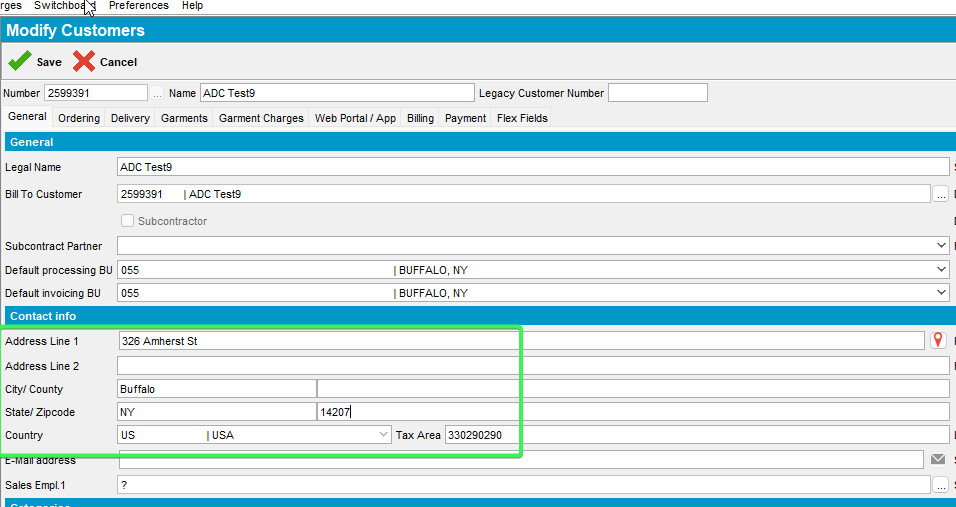 rges Switchboard Preferences Help
Modify Customers
Save Cancel
Number 2599391 ... Name ADC Test9 Legacy Customer Number
General Ordering Delivery Garments Garment Charges Web Portal / App Billing Payment Flex Fields
General
Legal Name ADC Test9
Bill To Customer 2599391 | ADC Test9 ...
Subcontractor
Subcontract Partner
Default processing BU 055 | BUFFALO, NY
Default invoicing BU 055 | BUFFALO, NY
Contact info
Address Line 1 326 Amherst St
Address Line 2
City/ County Buffalo
State/ Zipcode NY 14207
Country US | USA Tax Area 330290290
E-Mail address
Sales Empl.1 ? ...